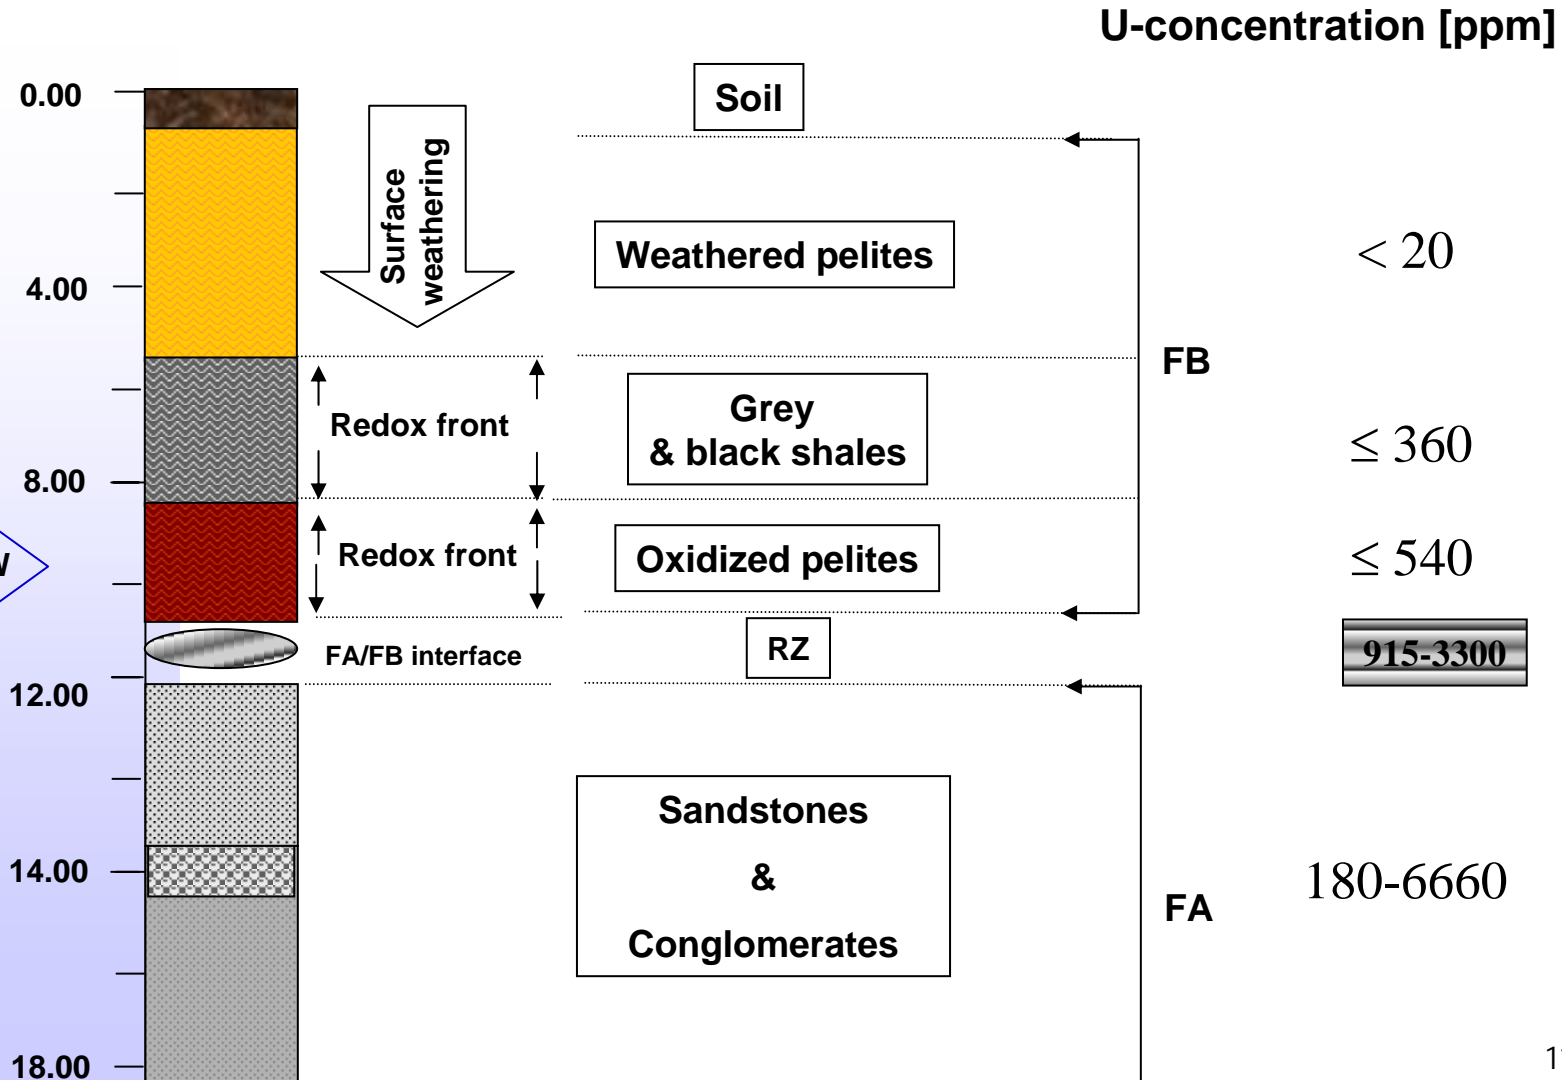 U-concentration [ppm]
0.00
Soil
Surface
weathering
Weathered pelites
< 20
4.00
FB
Grey
& black shales
Redox front
≤ 360
8.00
Redox front
Oxidized pelites
≤ 540
FA/FB interface
RZ
915-3300
12.00
Sandstones
&
Conglomerates
14.00
180-6660
FA
18.00